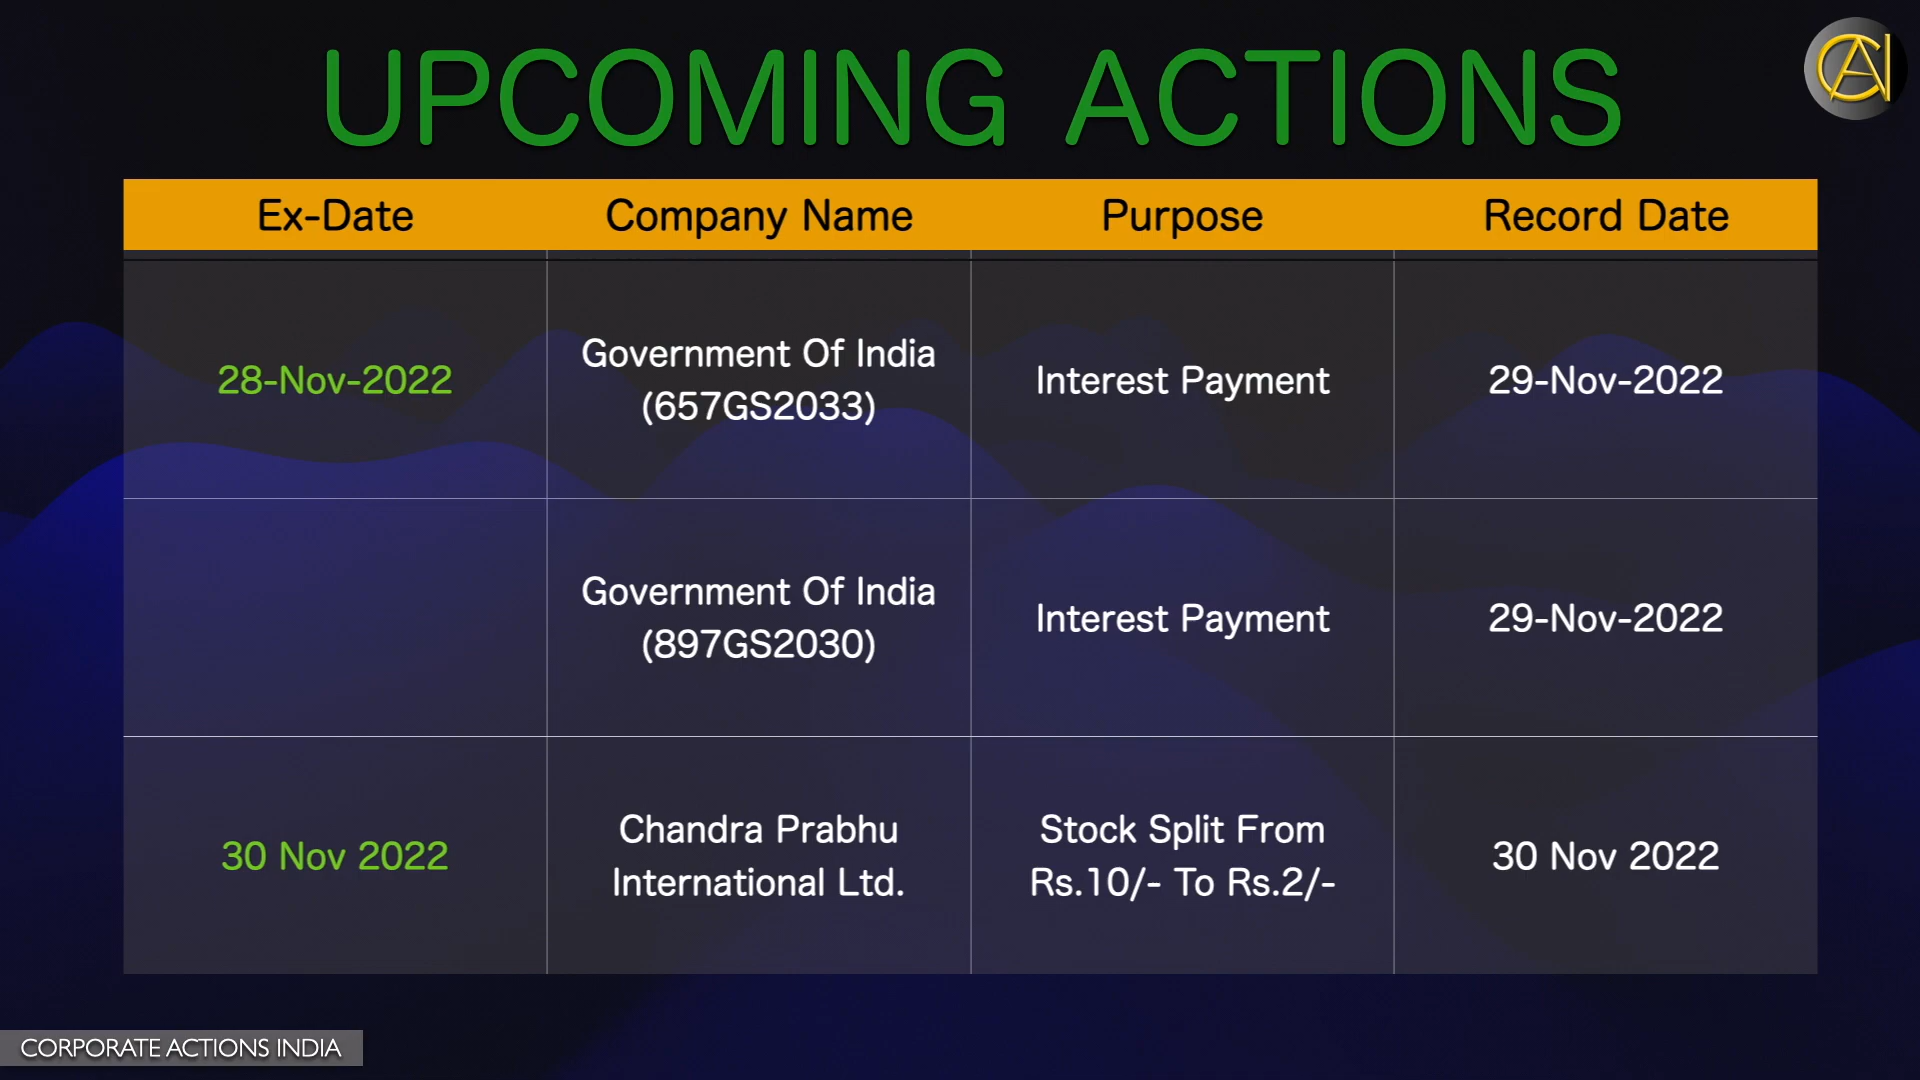 UPCOMING ACTIONS
Ex-Date Company Name Purpose Record Date
28-Nov-2022
Government Of India
(657GS2033)
Interest Payment
29-Nov-2022
Government Of India
(897GS2030)
Interest Payment
29-Nov-2022
30 Nov 2022
Chandra Prabhu
International Ltd.
Stock Split From
Rs.10/- To Rs.2/-
30 Nov 2022
CORPORATE ACTIONS INDIA
CAI